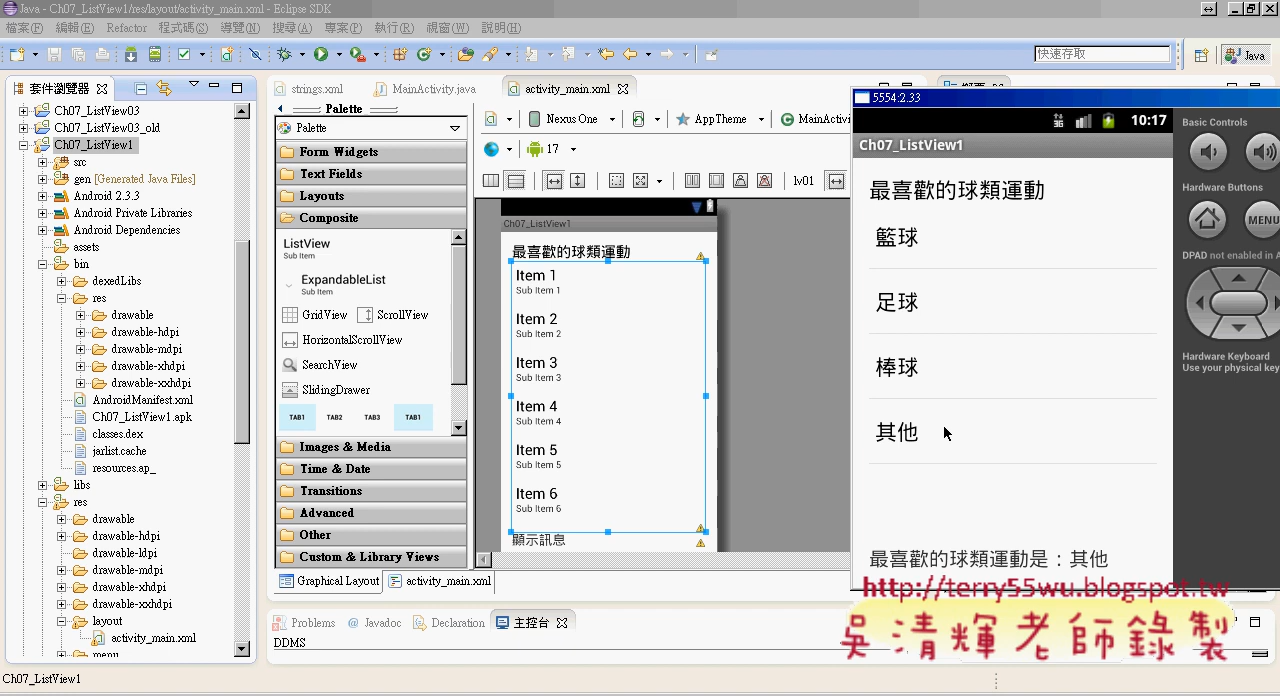 Java - Ch07_ListView1/res/layout/activity_main.xml - Eclipse SDK
檔案(F) 編輯(E) Refactor 程式碼(S) 導覽(N) 搜尋(A) 專案(P) 執行(R) 視窗(W) 說明(H)
快速存取
Java
套件瀏覽器
Ch07_ListView03
Ch07_ListView03_old
Ch07_ListView1
src
gen [Generated Java Files]
Android 2.3.3
Android Private Libraries
Android Dependencies
assets
bin
dexedLibs
res
drawable
drawable-hdpi
drawable-mdpi
drawable-xhdpi
drawable-xxhdpi
AndroidManifest.xml
Ch07_ListView1.apk
classes.dex
jarlist.cache
resources.ap_
libs
res
drawable
drawable-hdpi
drawable-ldpi
drawable-mdpi
drawable-xhdpi
drawable-xxhdpi
layout
activity_main.xml
menu
strings.xml
MainActivity.java
activity_main.xml
Palette
Palette
Form Widgets
Text Fields
Layouts
Composite
ListView
Sub Item
ExpandableList
Sub Item
GridView ScrollView
HorizontalScrollView
SearchView
SlidingDrawer
TAB1 TAB2 TAB3 TAB1
Images & Media
Time & Date
Transitions
Advanced
Other
Custom & Library Views
Graphical Layout activity_main.xml
Nexus One AppTheme MainActivi
17
lv01
Ch07_ListView1
最喜歡的球類運動
Item 1
Sub Item 1
Item 2
Sub Item 2
Item 3
Sub Item 3
Item 4
Sub Item 4
Item 5
Sub Item 5
Item 6
Sub Item 6
顯示訊息
Problems Javadoc Declaration 主控台
DDMS
5554:2.33
3G
10:17
Ch07_ListView1
最喜歡的球類運動
籃球
足球
棒球
其他
最喜歡的球類運動是：其他
Basic Controls
Hardware Buttons
MENU
DPAD not enabled in A
Hardware Keyboard
Use your physical key
http://terry55wu.blogspot.tw
吳清輝老師錄製
Ch07_ListView1